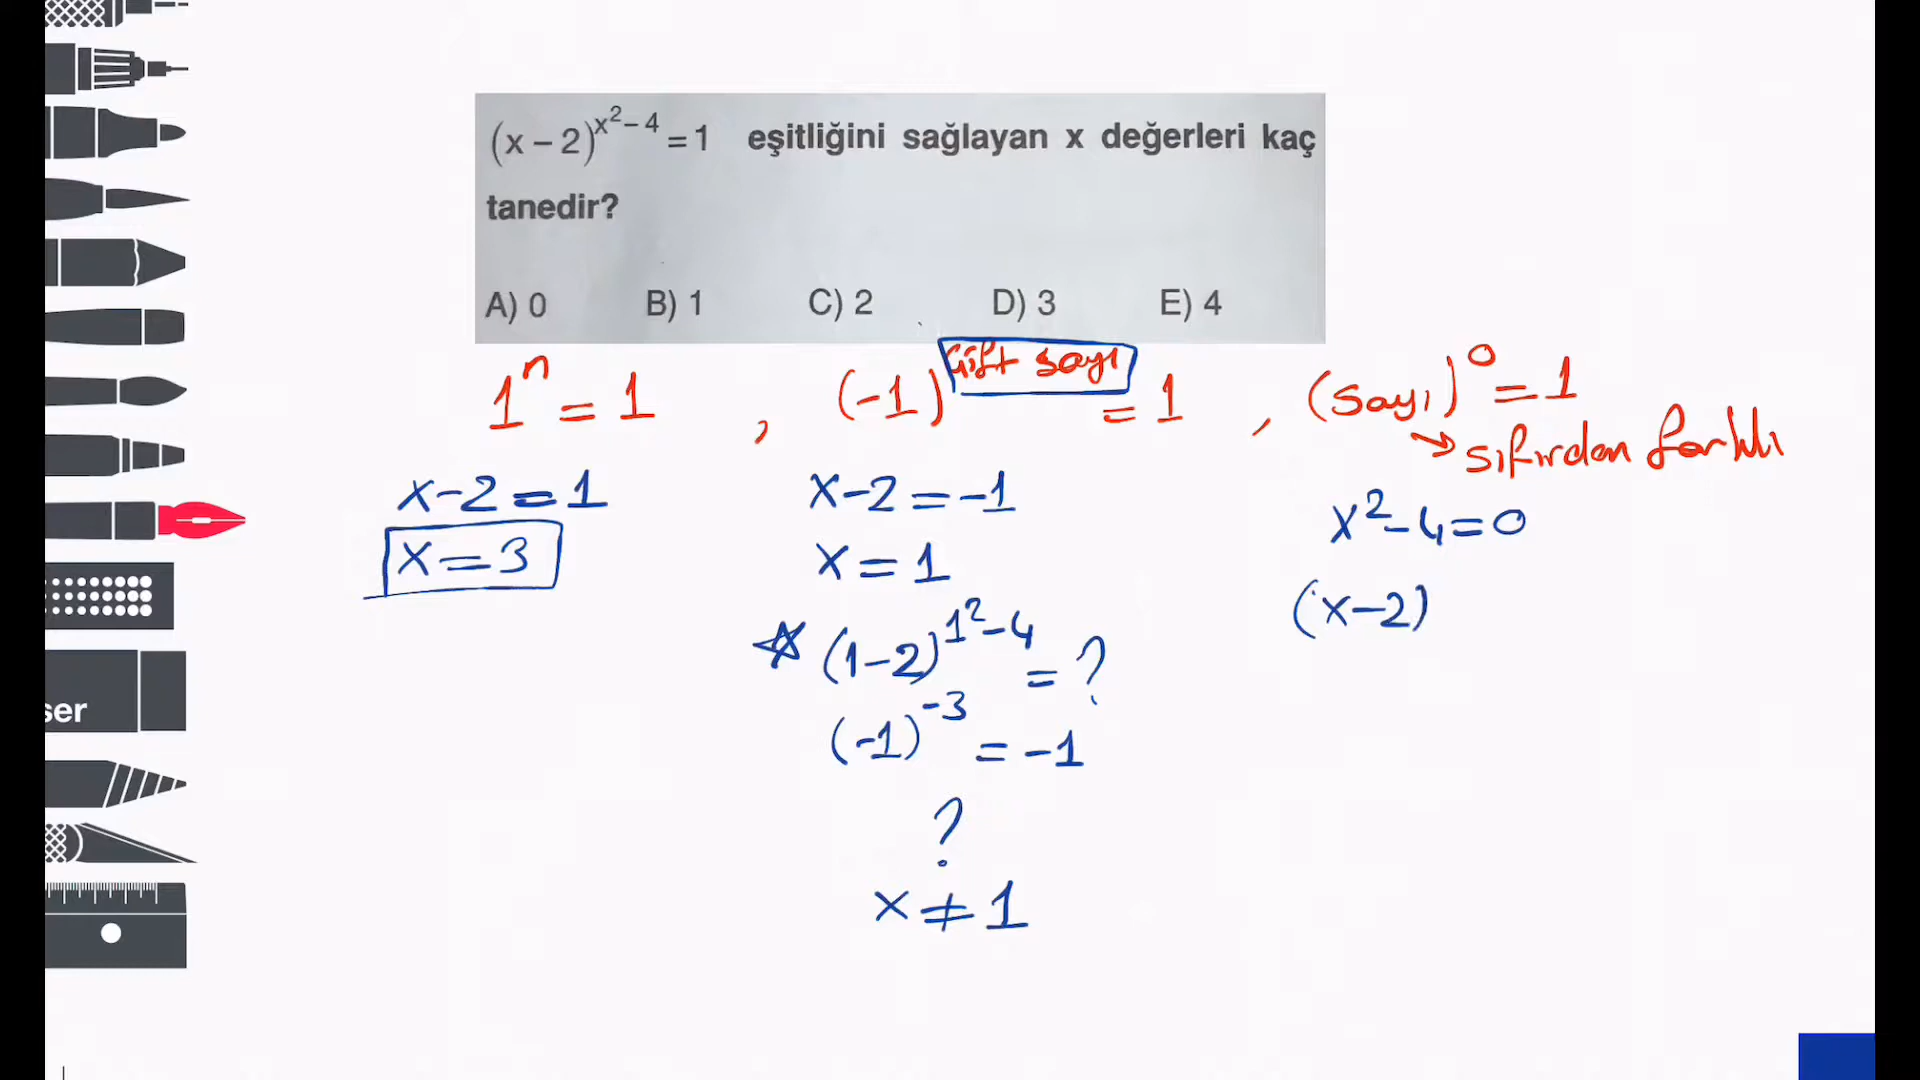 (x − 2)^{x² − 4} = 1 eşitliğini sağlayan x değerleri kaç
tanedir?
A) 0 B) 1 C) 2 D) 3 E) 4
1ⁿ = 1 , (-1)^{Çift sayı} = 1 , (sayı)⁰ = 1
→ sıfırdan farklı
x-2=1
x=3
x-2=-1
x=1
☆ (1-2)^{1²-4} = ?
(-1)^{-3} = -1
?
x≠1
x²-4=0
(x-2)
ser